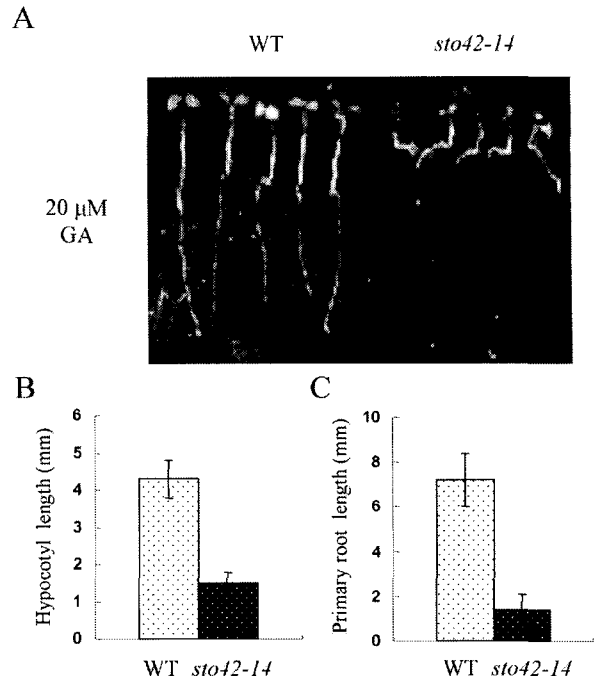 A
WT sto42-14
20 μM
GA
B
Hypocotyl length (mm)
6
5
4
3
2
1
0
WT sto42-14
C
Primary root length (mm)
10
8
6
4
2
0
WT sto42-14